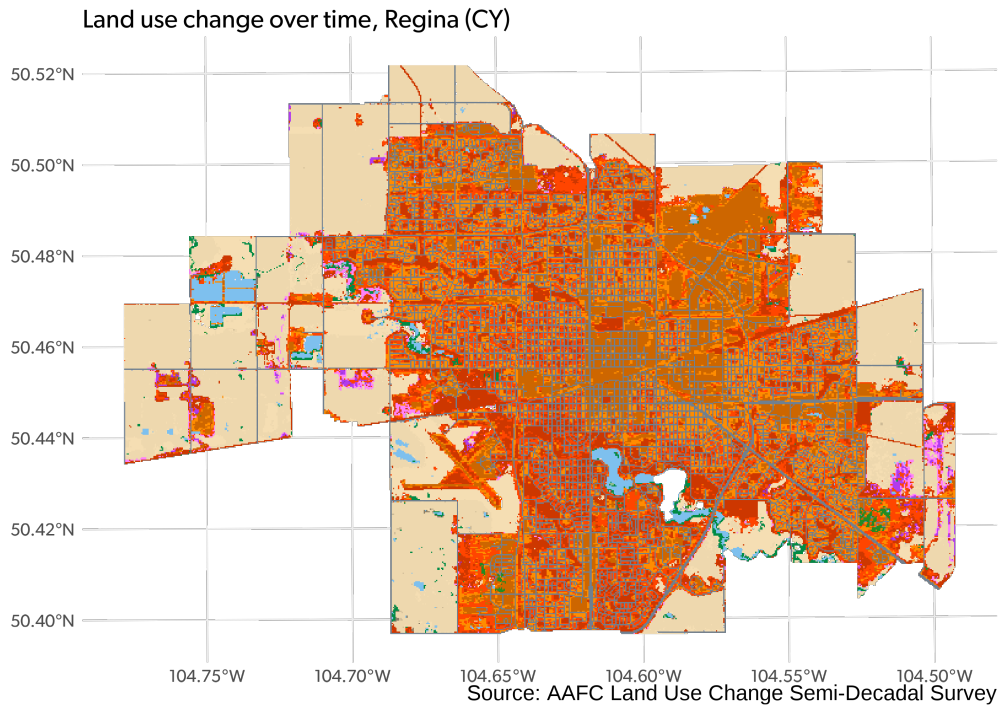 Land use change over time, Regina (CY)
50.52°N
50.50°N
50.48°N
50.46°N
50.44°N
50.42°N
50.40°N
104.75°W 104.70°W 104.65°W 104.60°W 104.55°W 104.50°W
Source: AAFC Land Use Change Semi-Decadal Survey